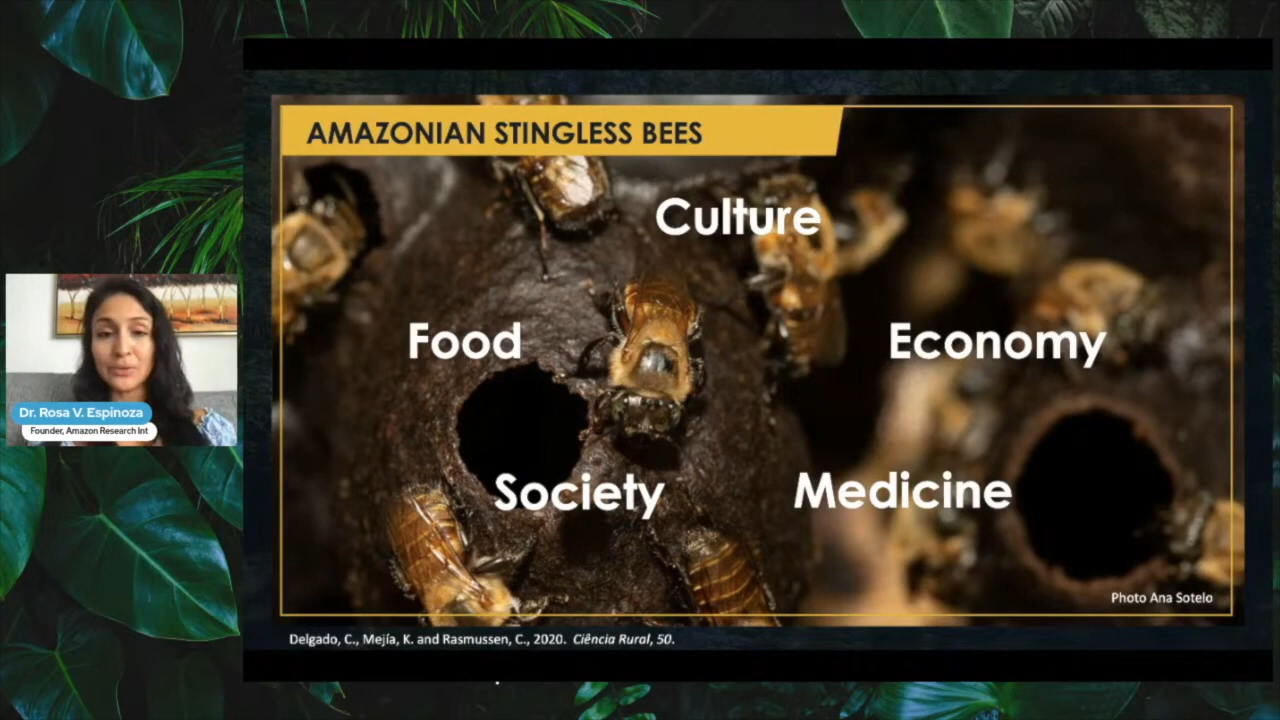 AMAZONIAN STINGLESS BEES
Culture
Food
Economy
Society
Medicine
Photo Ana Sotelo
Delgado, C., Mejía, K. and Rasmussen, C., 2020. Ciência Rural, 50.
Dr. Rosa V. Espinoza
Founder, Amazon Research Int